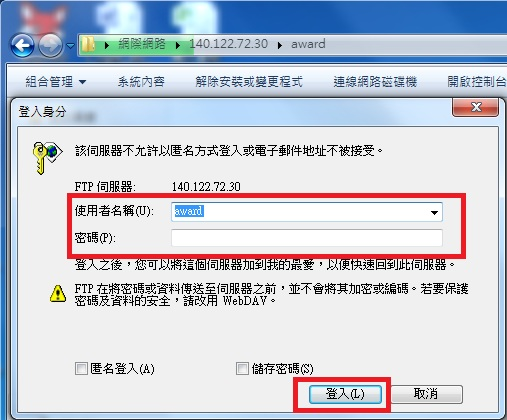 網際網路 ▸ 140.122.72.30 ▸ award
組合管理 系統內容 解除安裝或變更程式 連線網路磁碟機 開啟控制台
登入身分
該伺服器不允許以匿名方式登入或電子郵件地址不被接受。
FTP 伺服器: 140.122.72.30
使用者名稱(U): award
密碼(P):
登入之後，您可以將這個伺服器加到我的最愛，以便快速回到此伺服器。
FTP 在將密碼或資料傳送至伺服器之前，並不會將其加密或編碼。若要保護
密碼及資料的安全，請改用 WebDAV。
匿名登入(A) 儲存密碼(S)
登入(L) 取消